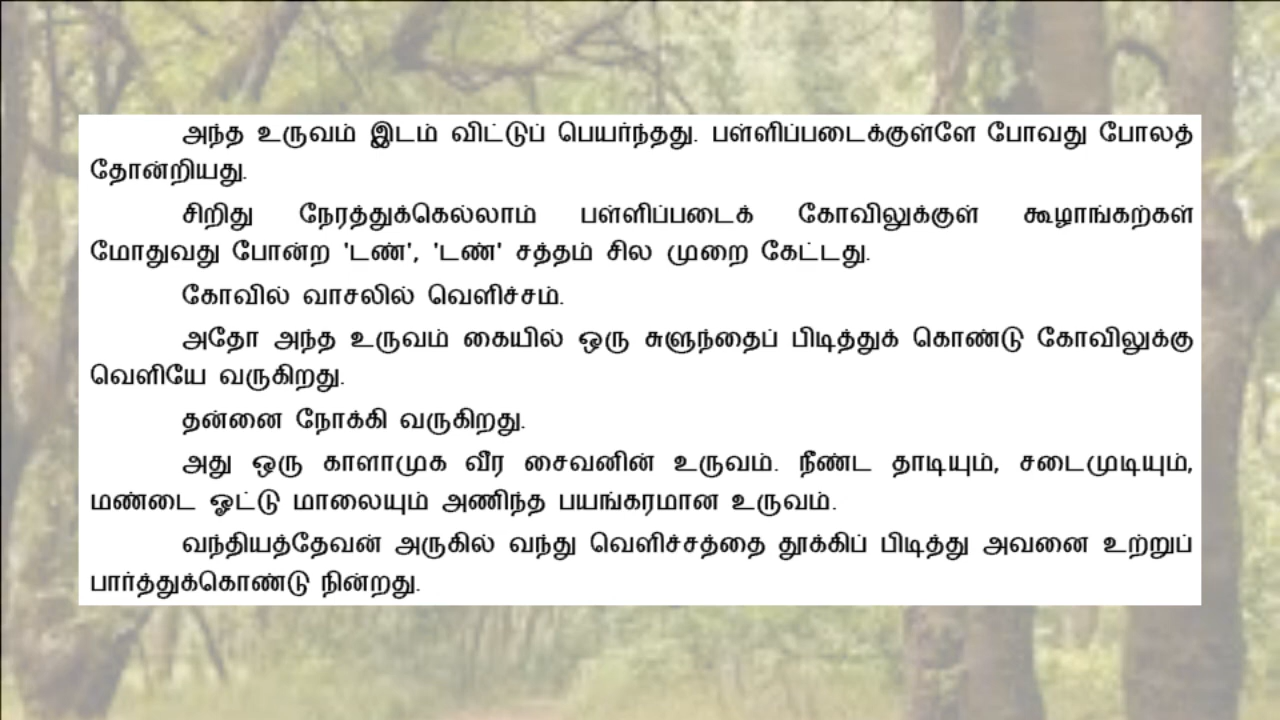 அந்த உருவம் இடம் விட்டுப் பெயர்ந்தது. பள்ளிப்படைக்குள்ளே போவது போலத்
தோன்றியது.
சிறிது நேரத்துக்கெல்லாம் பள்ளிப்படைக் கோவிலுக்குள் கூழாங்கற்கள்
மோதுவது போன்ற 'டண்', 'டண்' சத்தம் சில முறை கேட்டது.
கோவில் வாசலில் வெளிச்சம்.
அதோ அந்த உருவம் கையில் ஒரு சுளுந்தைப் பிடித்துக் கொண்டு கோவிலுக்கு
வெளியே வருகிறது.
தன்னை நோக்கி வருகிறது.
அது ஒரு காளாமுக வீர சைவனின் உருவம். நீண்ட தாடியும், சடைமுடியும்,
மண்டை ஓட்டு மாலையும் அணிந்த பயங்கரமான உருவம்.
வந்தியத்தேவன் அருகில் வந்து வெளிச்சத்தை தூக்கிப் பிடித்து அவனை உற்றுப்
பார்த்துக்கொண்டு நின்றது.